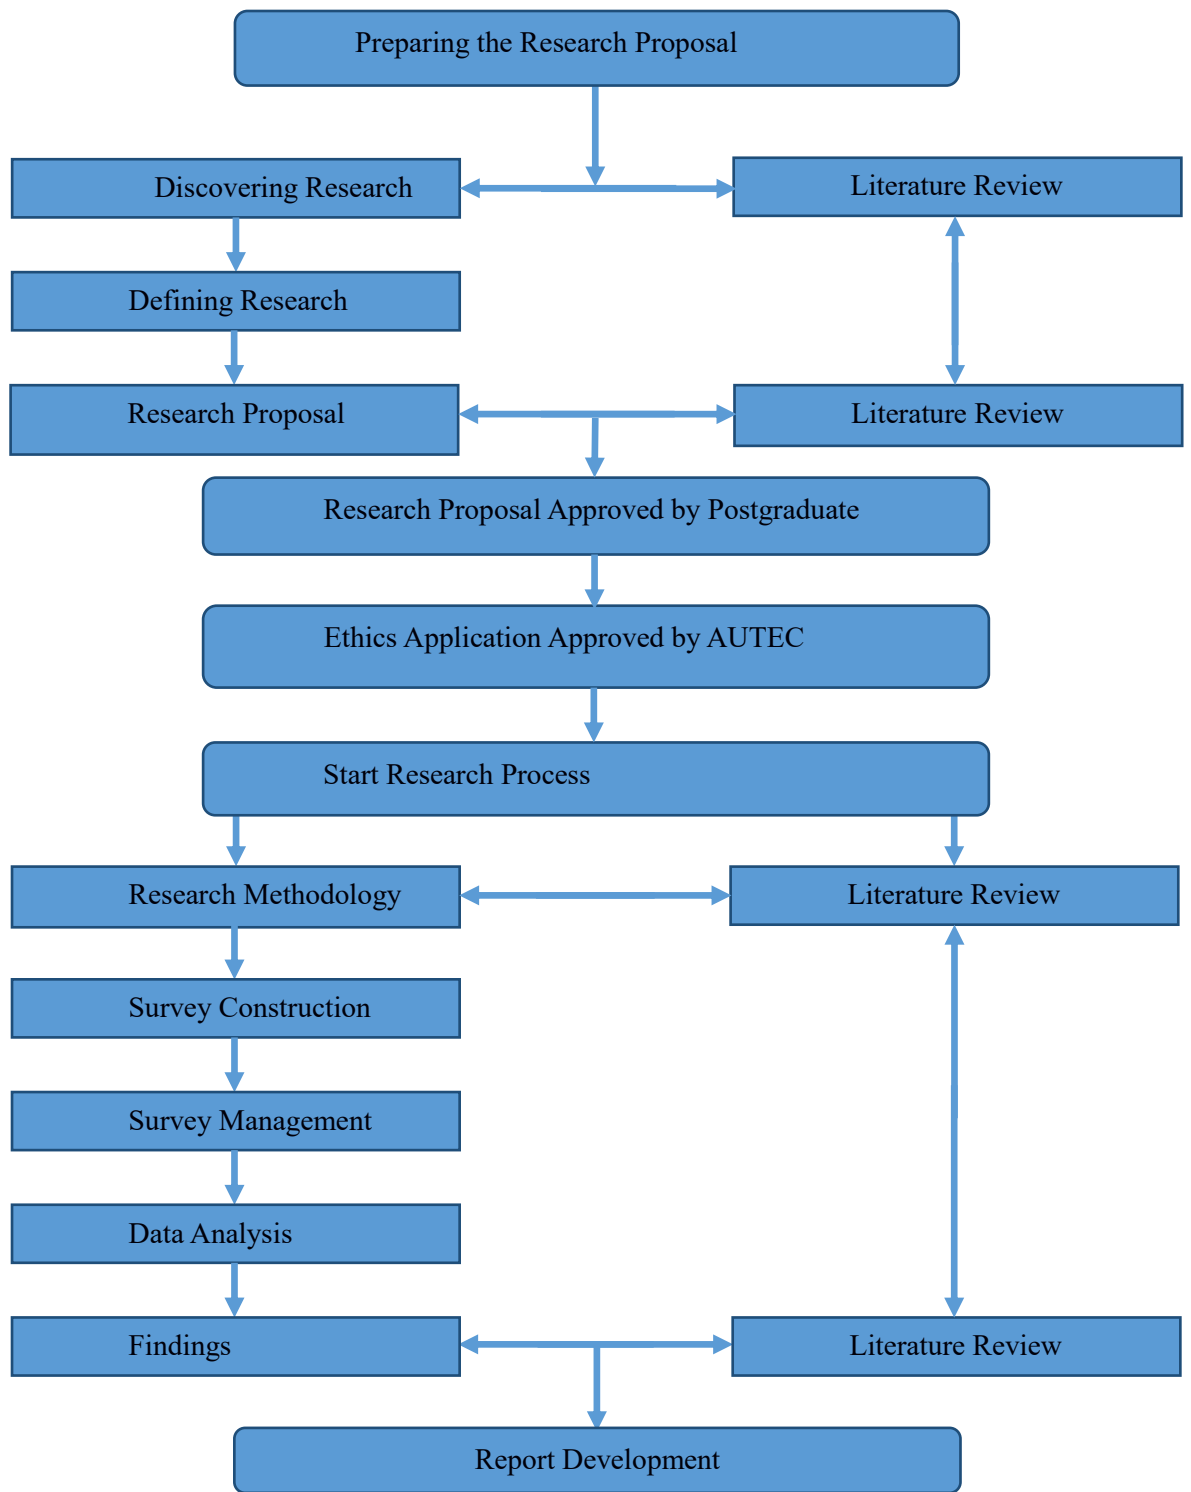 Preparing the Research Proposal
Discovering Research
Literature Review
Defining Research
Research Proposal
Literature Review
Research Proposal Approved by Postgraduate
Ethics Application Approved by AUTEC
Start Research Process
Research Methodology
Literature Review
Survey Construction
Survey Management
Data Analysis
Findings
Literature Review
Report Development